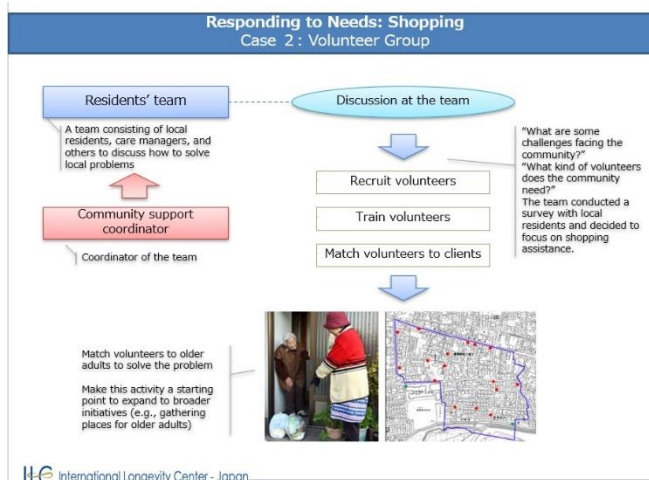 Responding to Needs: Shopping
Case 2: Volunteer Group
Residents' team
Discussion at the team
A team consisting of local
residents, care managers, and
others to discuss how to solve
local problems
Community support
coordinator
Coordinator of the team
Recruit volunteers
Train volunteers
Match volunteers to clients
"What are some
challenges facing the
community?"
"What kind of volunteers
does the community
need?"
The team conducted a
survey with local
residents and decided to
focus on shopping
assistance.
Match volunteers to older
adults to solve the problem
Make this activity a starting
point to expand to broader
initiatives (e.g., gathering
places for older adults)
ILC International Longevity Center - Japan